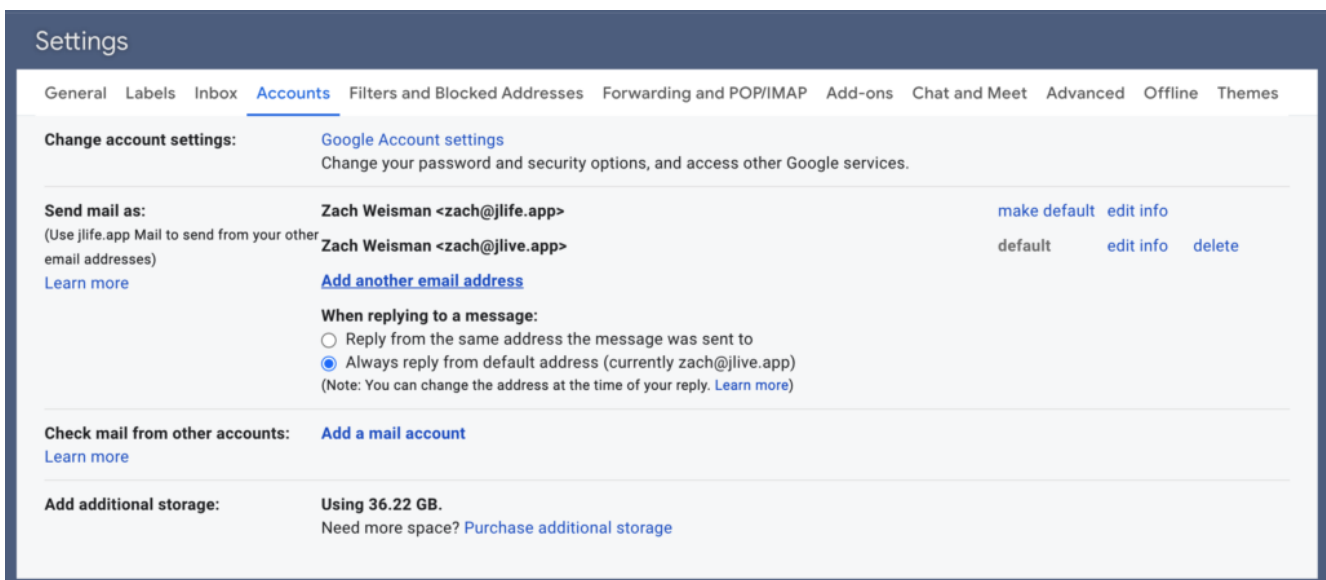 Settings
General Labels Inbox Accounts Filters and Blocked Addresses Forwarding and POP/IMAP Add-ons Chat and Meet Advanced Offline Themes
Change account settings: Google Account settings
Change your password and security options, and access other Google services.
Send mail as: Zach Weisman <zach@jlife.app> make default edit info
(Use jlife.app Mail to send from your other
email addresses)
Learn more
Zach Weisman <zach@jlive.app> default edit info delete
Add another email address
When replying to a message:
Reply from the same address the message was sent to
Always reply from default address (currently zach@jlive.app)
(Note: You can change the address at the time of your reply. Learn more)
Check mail from other accounts: Add a mail account
Learn more
Add additional storage: Using 36.22 GB.
Need more space? Purchase additional storage